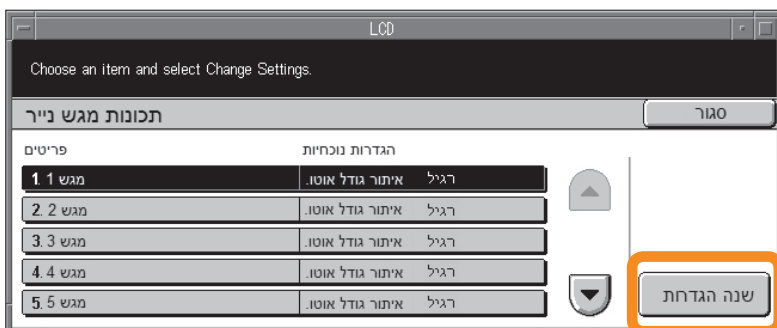 LCD
Choose an item and select Change Settings.
תכונות מגש נייר
סגור
פריטים הגדרות נוכחיות
1. מגש 1 איתור גודל אוטו. רגיל
2. מגש 2 איתור גודל אוטו. רגיל
3. מגש 3 איתור גודל אוטו. רגיל
4. מגש 4 איתור גודל אוטו. רגיל
5. מגש 5 איתור גודל אוטו. רגיל
שנה הגדרות